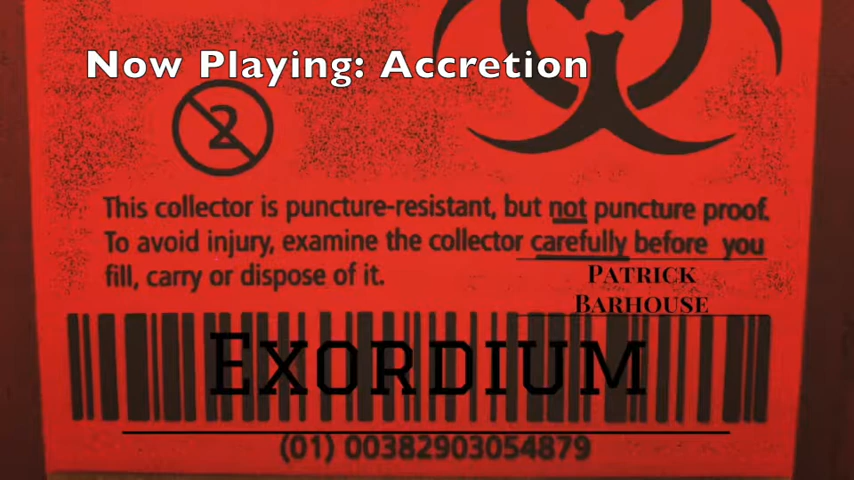 Now Playing: Accretion
2
This collector is puncture-resistant, but not puncture proof.
To avoid injury, examine the collector carefully before you
fill, carry or dispose of it.
PATRICK
BARHOUSE
EXORDIUM
(01) 00382903054879